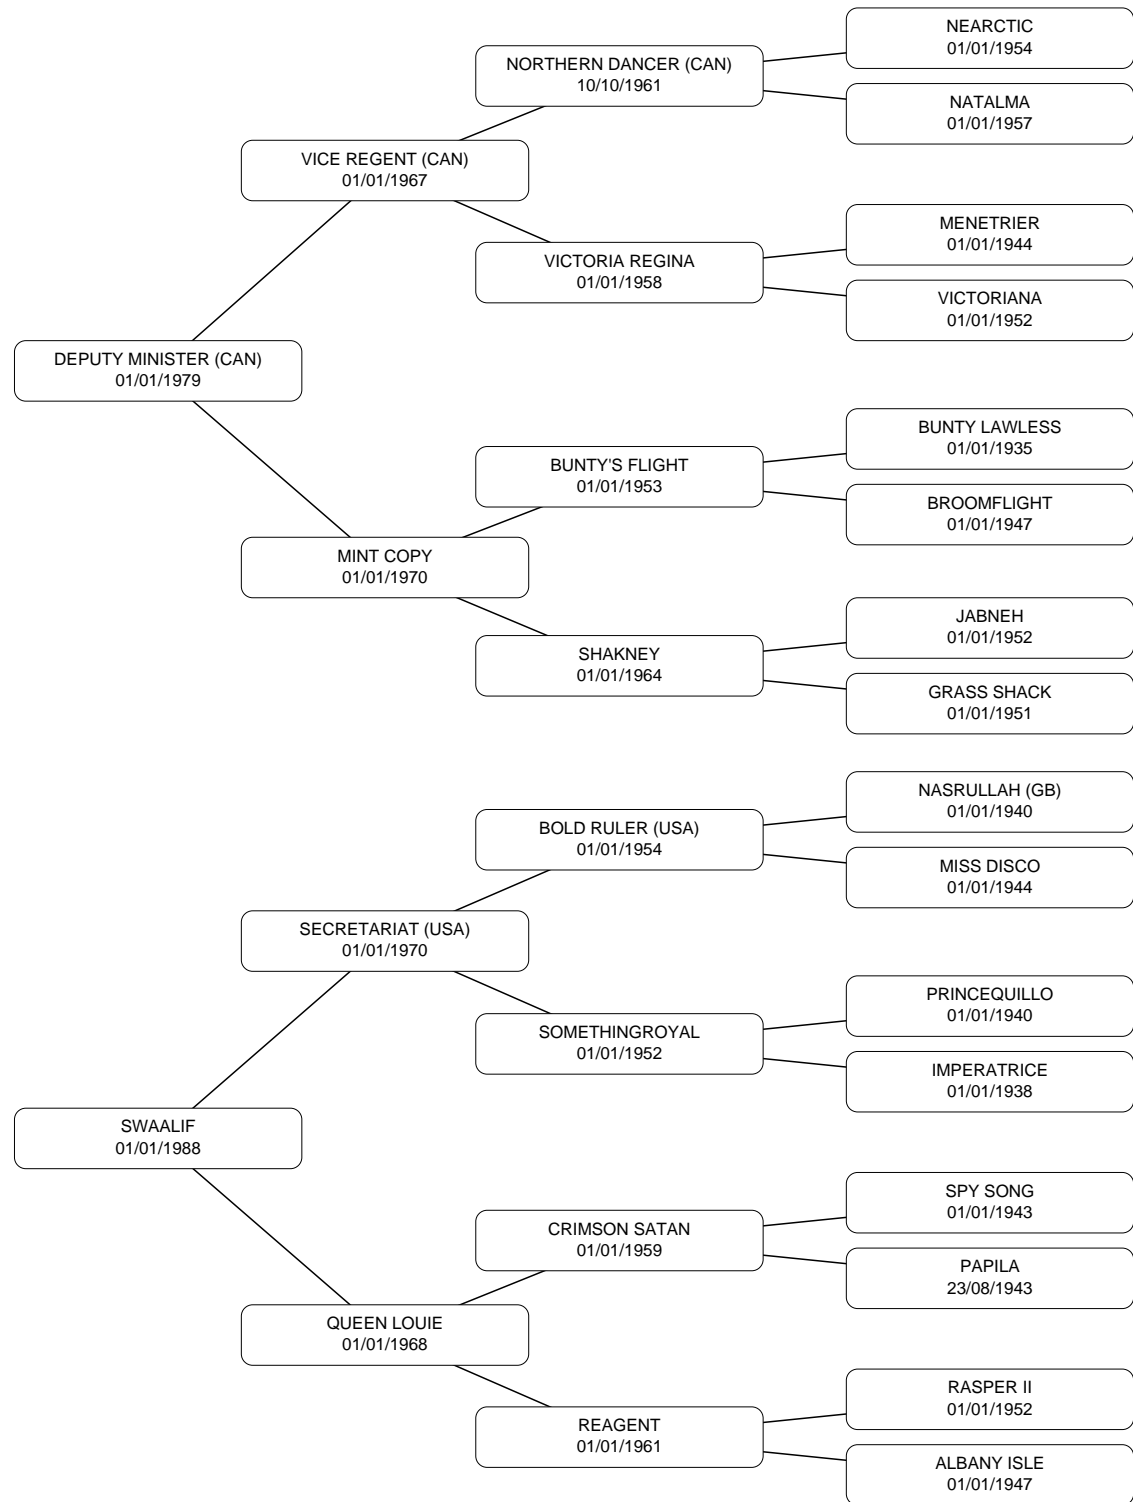 NEARCTIC
01/01/1954
NORTHERN DANCER (CAN)
10/10/1961
NATALMA
01/01/1957
VICE REGENT (CAN)
01/01/1967
MENETRIER
01/01/1944
VICTORIA REGINA
01/01/1958
VICTORIANA
01/01/1952
DEPUTY MINISTER (CAN)
01/01/1979
BUNTY LAWLESS
01/01/1935
BUNTY'S FLIGHT
01/01/1953
BROOMFLIGHT
01/01/1947
MINT COPY
01/01/1970
JABNEH
01/01/1952
SHAKNEY
01/01/1964
GRASS SHACK
01/01/1951
NASRULLAH (GB)
01/01/1940
BOLD RULER (USA)
01/01/1954
MISS DISCO
01/01/1944
SECRETARIAT (USA)
01/01/1970
PRINCEQUILLO
01/01/1940
SOMETHINGROYAL
01/01/1952
IMPERATRICE
01/01/1938
SWAALIF
01/01/1988
SPY SONG
01/01/1943
CRIMSON SATAN
01/01/1959
PAPILA
23/08/1943
QUEEN LOUIE
01/01/1968
RASPER II
01/01/1952
REAGENT
01/01/1961
ALBANY ISLE
01/01/1947